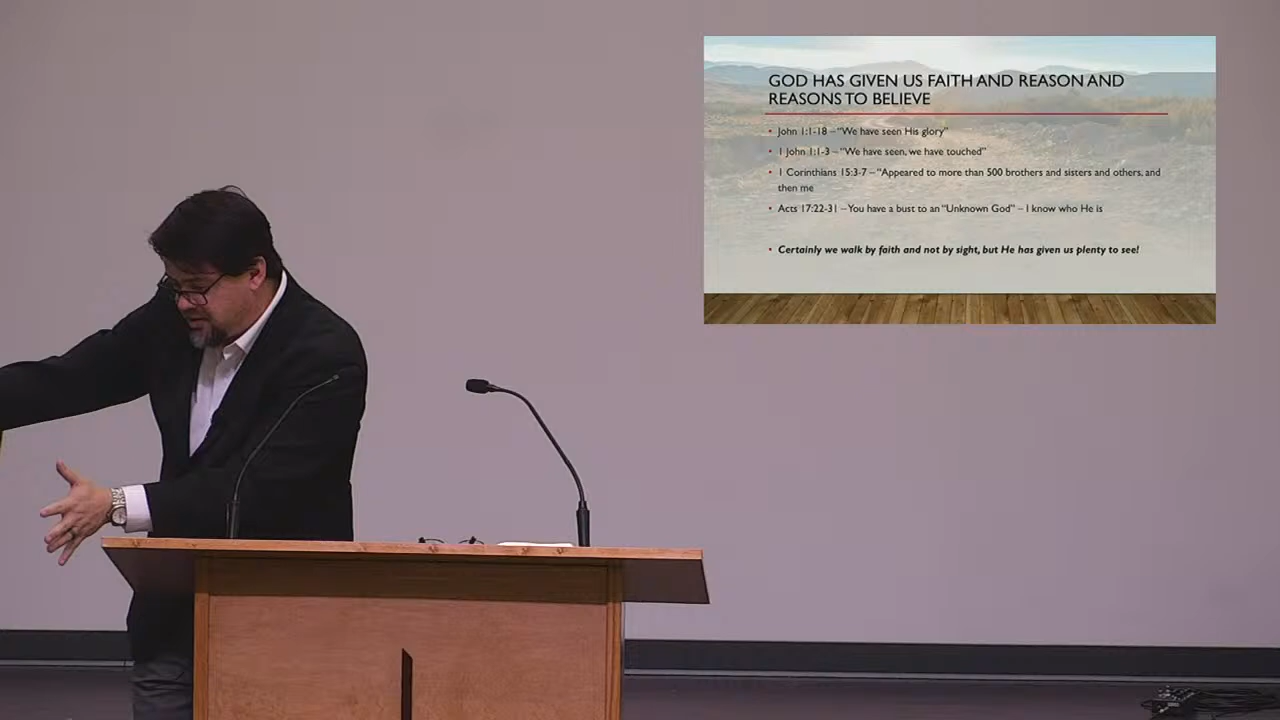 GOD HAS GIVEN US FAITH AND REASON AND
REASONS TO BELIEVE
• John 1:1-18 – "We have seen His glory"
• 1 John 1:1-3 – "We have seen, we have touched"
• 1 Corinthians 15:3-7 – "Appeared to more than 500 brothers and sisters and others, and
then me
• Acts 17:22-31 – You have a bust to an "Unknown God" – I know who He is
• Certainly we walk by faith and not by sight, but He has given us plenty to see!